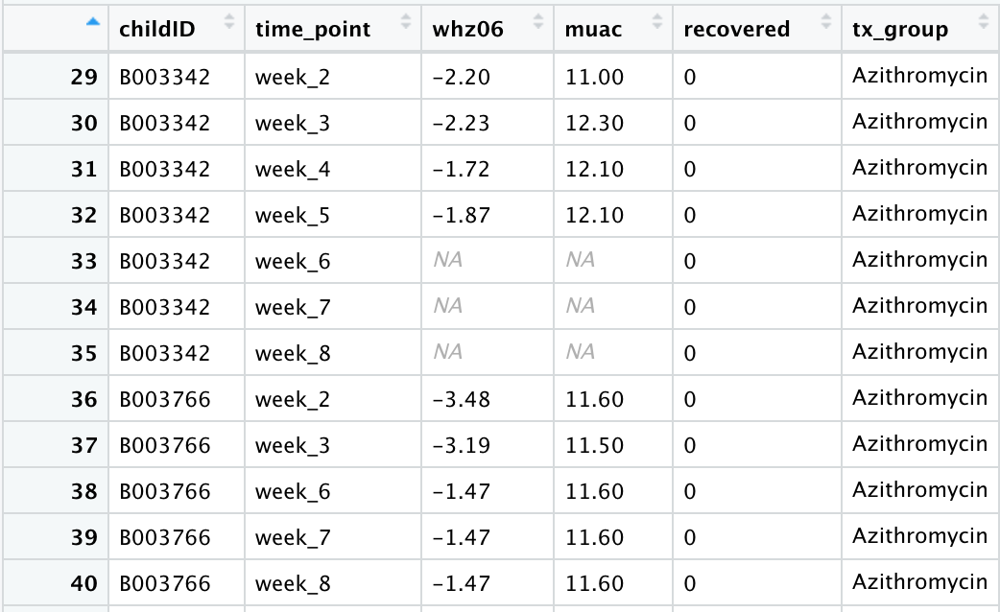 childID time_point whz06 muac recovered tx_group
29 B003342 week_2 −2.20 11.00 0 Azithromycin
30 B003342 week_3 −2.23 12.30 0 Azithromycin
31 B003342 week_4 −1.72 12.10 0 Azithromycin
32 B003342 week_5 −1.87 12.10 0 Azithromycin
33 B003342 week_6 NA NA 0 Azithromycin
34 B003342 week_7 NA NA 0 Azithromycin
35 B003342 week_8 NA NA 0 Azithromycin
36 B003766 week_2 −3.48 11.60 0 Azithromycin
37 B003766 week_3 −3.19 11.50 0 Azithromycin
38 B003766 week_6 −1.47 11.60 0 Azithromycin
39 B003766 week_7 −1.47 11.60 0 Azithromycin
40 B003766 week_8 −1.47 11.60 0 Azithromycin